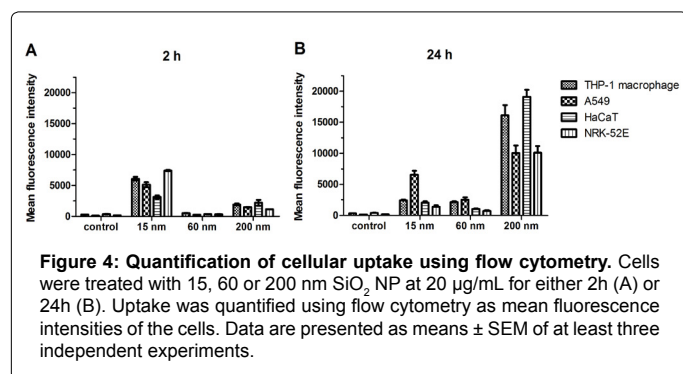 A
2 h
Mean fluorescence intensity
20000
15000
10000
5000
0
control
15 nm
60 nm
200 nm
B
24 h
Mean fluorescence intensity
20000
15000
10000
5000
0
control
15 nm
60 nm
200 nm
THP-1 macrophage
A549
HaCaT
NRK-52E
Figure 4: Quantification of cellular uptake using flow cytometry. Cells
were treated with 15, 60 or 200 nm SiO₂ NP at 20 µg/mL for either 2h (A) or
24h (B). Uptake was quantified using flow cytometry as mean fluorescence
intensities of the cells. Data are presented as means ± SEM of at least three
independent experiments.